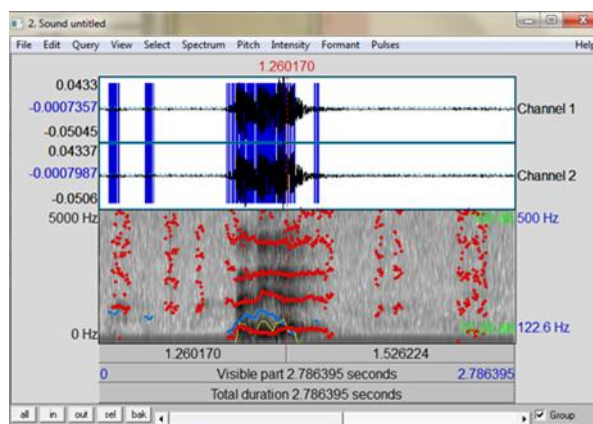 2. Sound untitled
File Edit Query View Select Spectrum Pitch Intensity Formant Pulses Help
1.260170
0.0433
-0.0007357
-0.05045
Channel 1
0.04337
-0.0007987
-0.0506
Channel 2
5000 Hz
500 Hz
0 Hz
122.6 Hz
1.260170 1.526224
0 Visible part 2.786395 seconds 2.786395
Total duration 2.786395 seconds
all in out sel bak Group